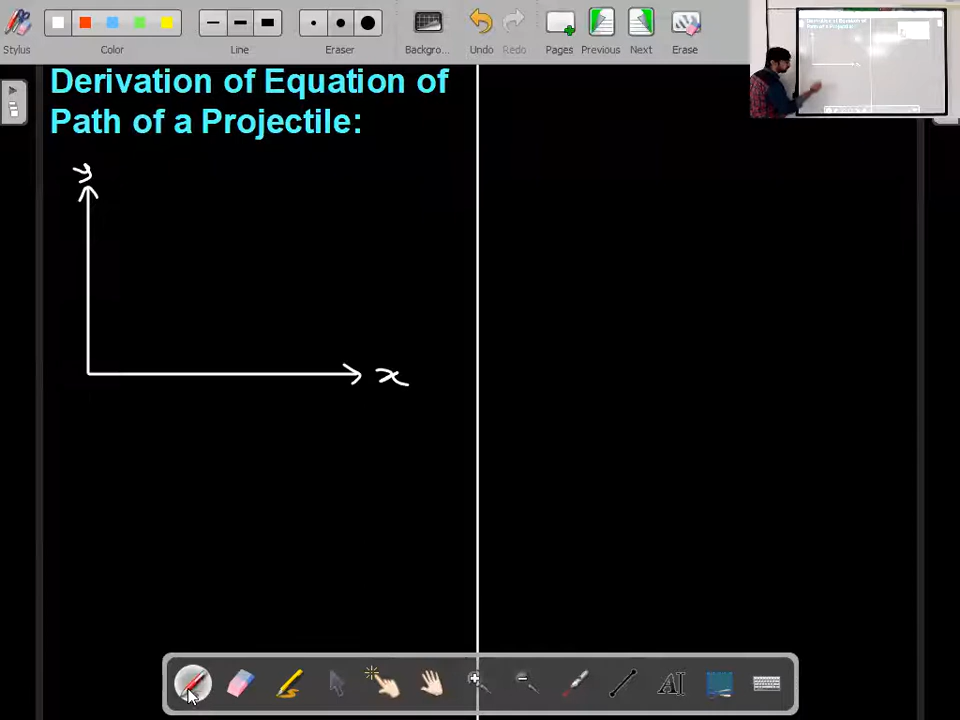 Stylus
Color
Line
Eraser
Backgro...
Undo
Redo
Pages
Previous
Next
Erase
Derivation of Equation of
Path of a Projectile:
y
x